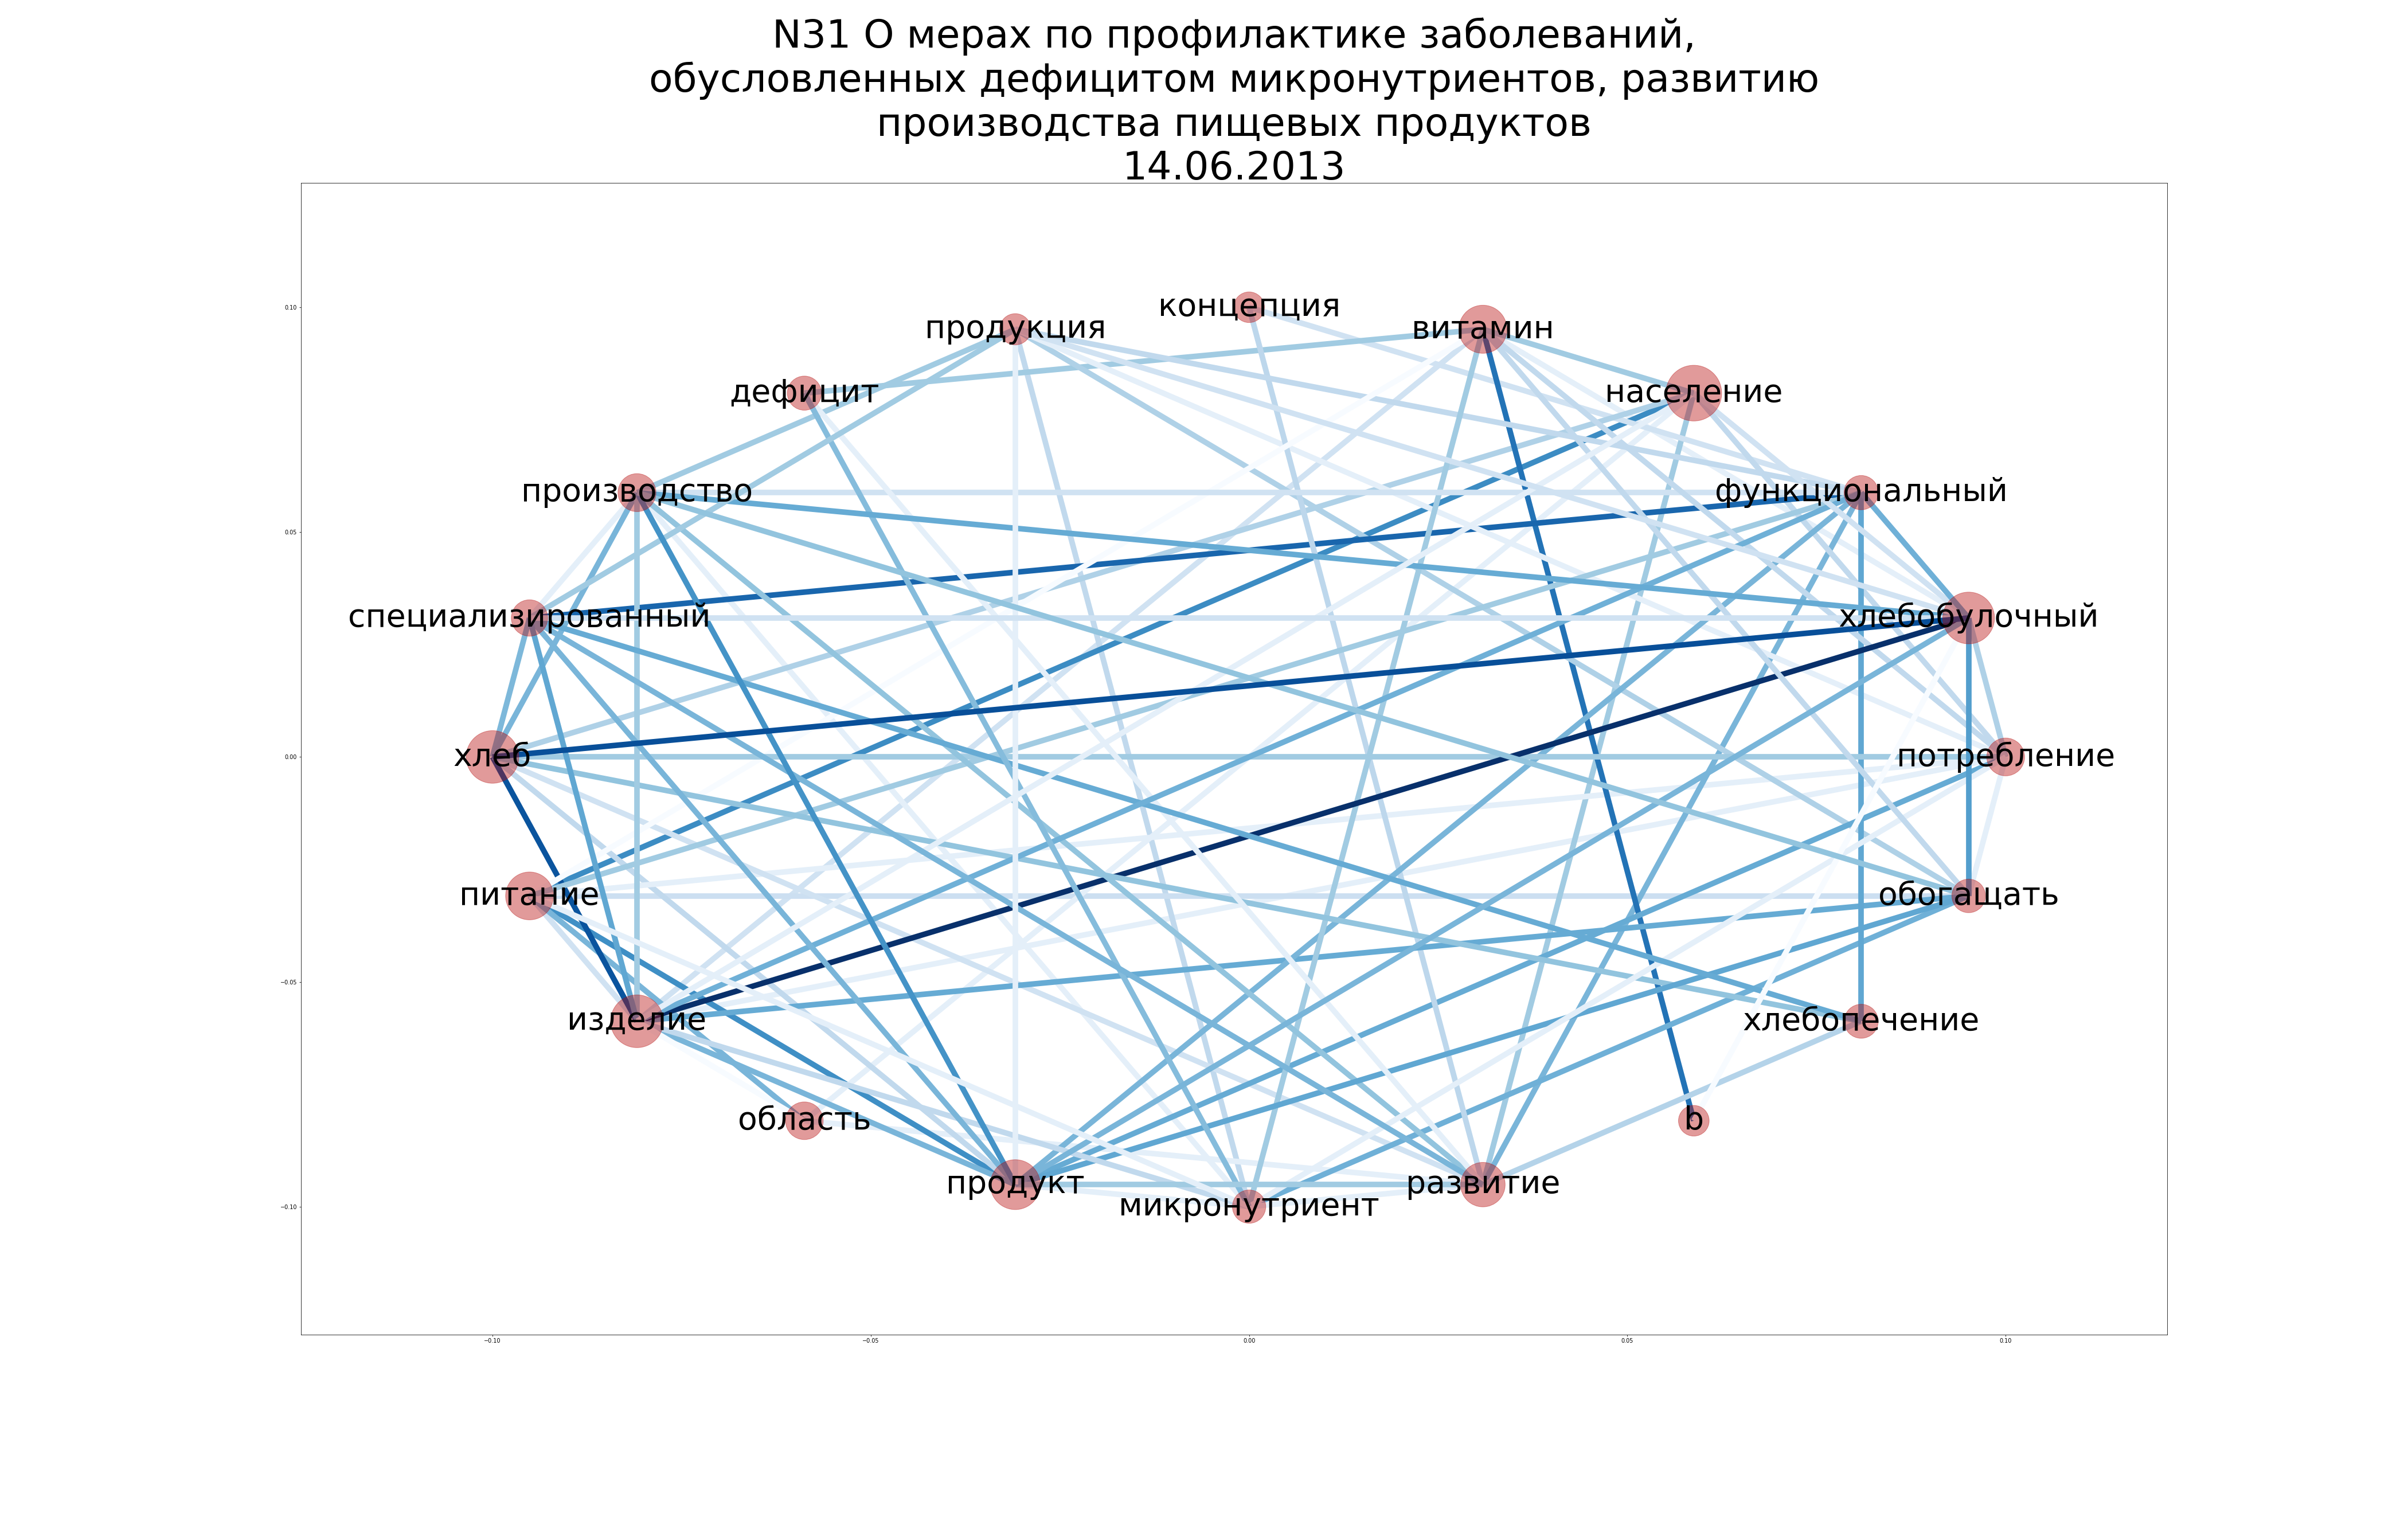 N31 О мерах по профилактике заболеваний,
обусловленных дефицитом микронутриентов, развитию
производства пищевых продуктов
14.06.2013
концепция
продукция
витамин
дефицит
население
производство
функциональный
специализированный
хлебобулочный
хлеб
потребление
питание
обогащать
изделие
хлебопечение
область
b
продукт
развитие
микронутриент
0.10
0.05
0.00
−0.05
−0.10
−0.10
−0.05
0.00
0.05
0.10